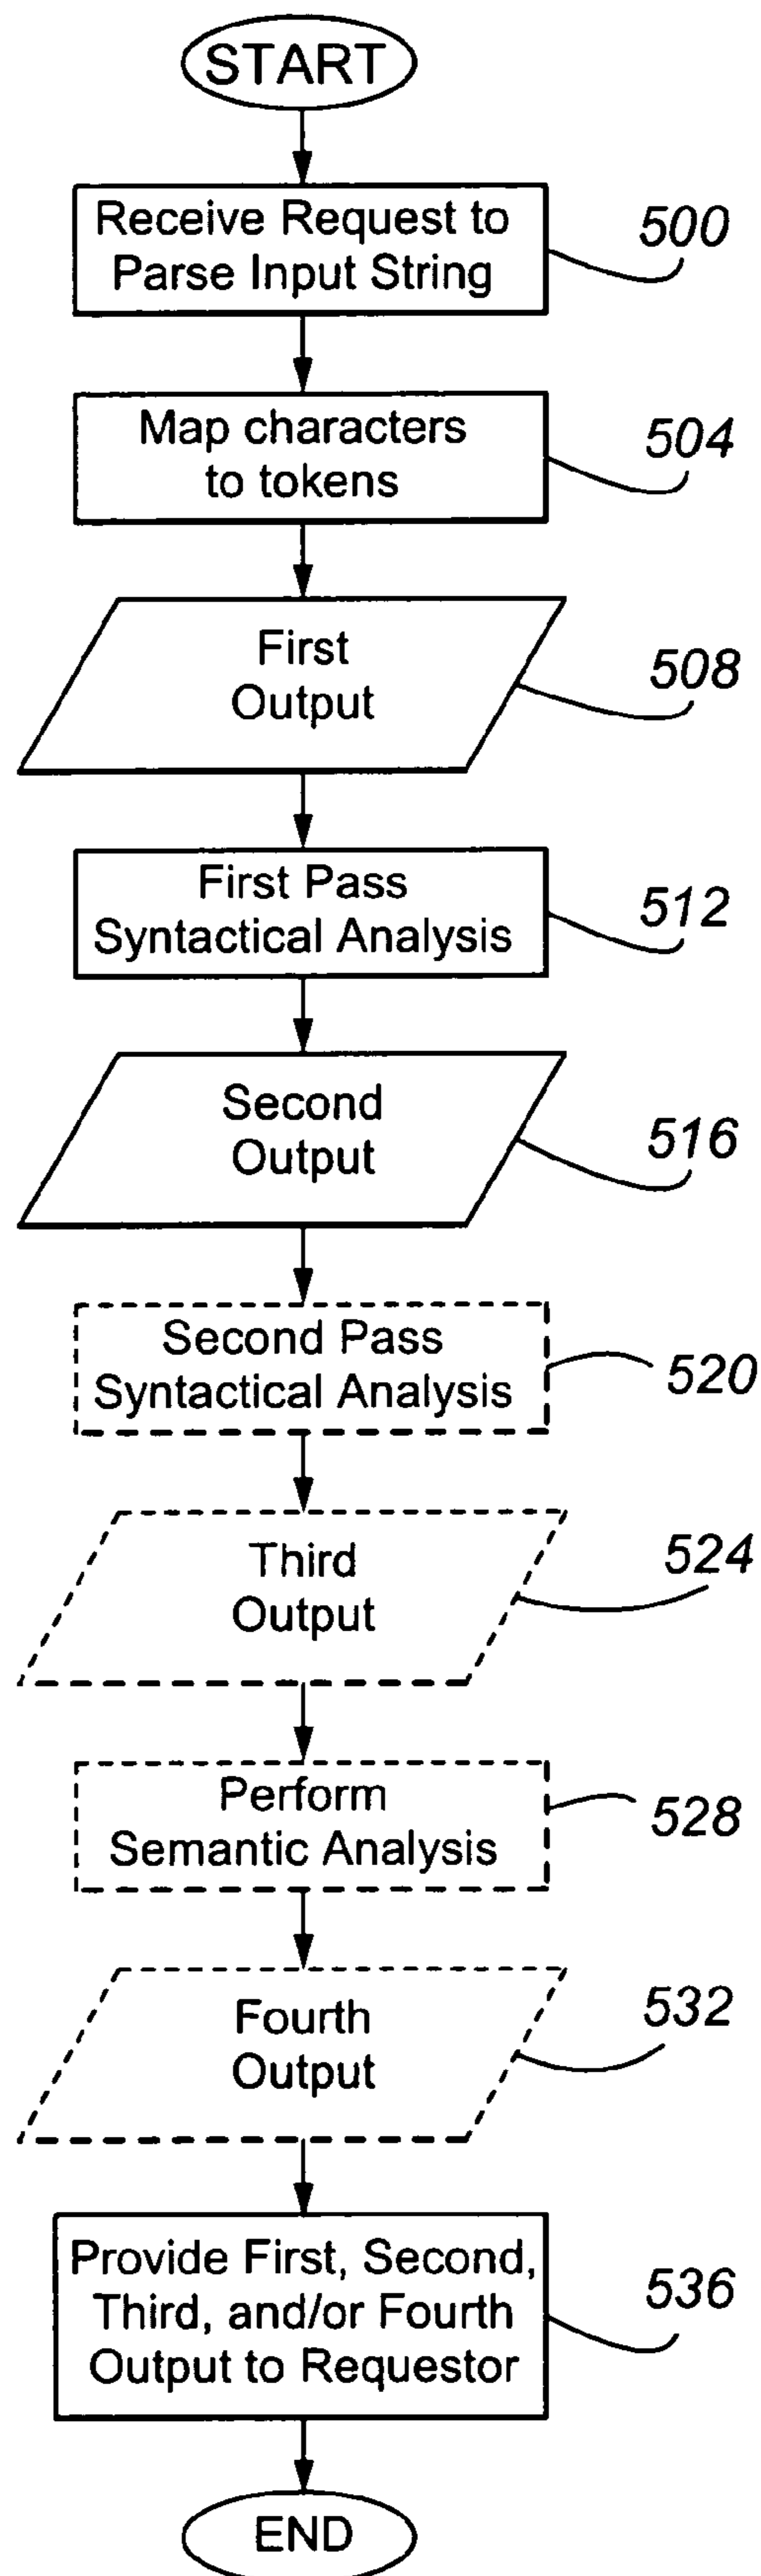 START
Receive Request to
Parse Input String
500
Map characters
to tokens
504
First
Output
508
First Pass
Syntactical Analysis
512
Second
Output
516
Second Pass
Syntactical Analysis
520
Third
Output
524
Perform
Semantic Analysis
528
Fourth
Output
532
Provide First, Second,
Third, and/or Fourth
Output to Requestor
536
END